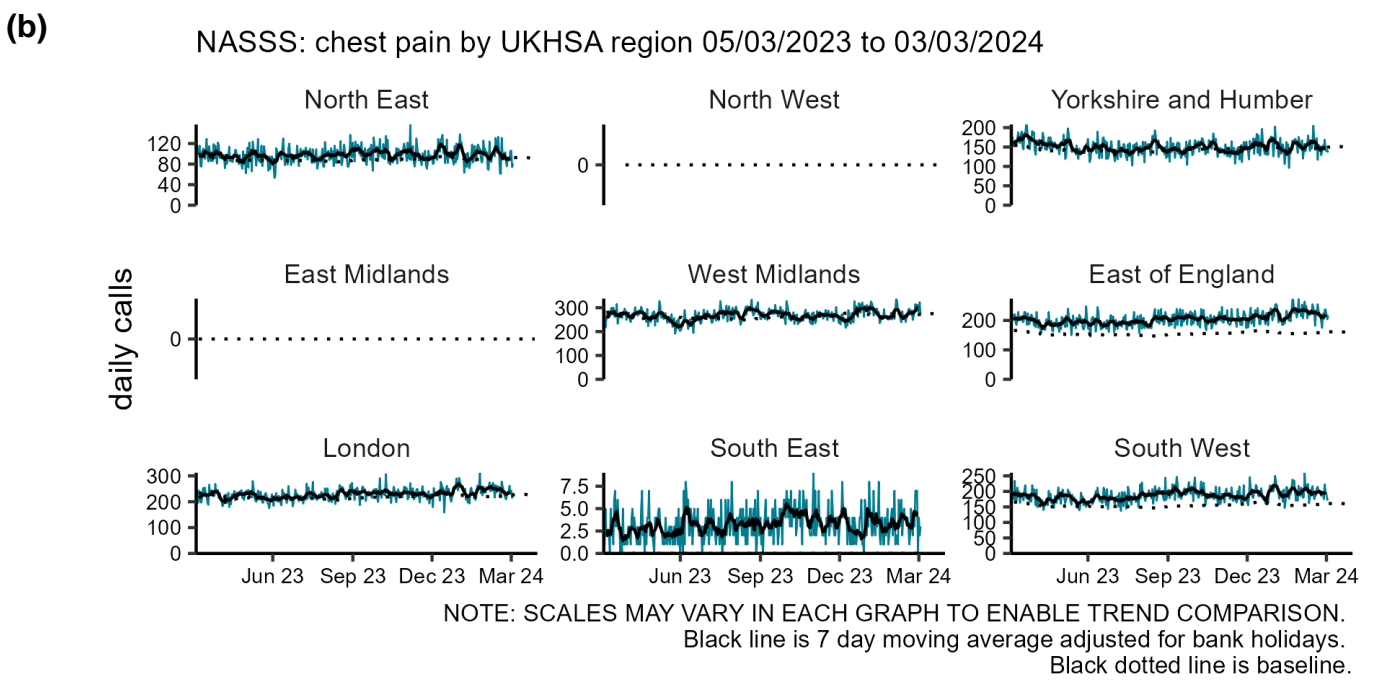 (b)
NASSS: chest pain by UKHSA region 05/03/2023 to 03/03/2024
North East
120
80
40
0
North West
0
Yorkshire and Humber
200
150
100
50
0
daily calls
East Midlands
0
West Midlands
300
200
100
0
East of England
200
100
0
London
300
200
100
0
Jun 23 Sep 23 Dec 23 Mar 24
South East
7.5
5.0
2.5
0.0
Jun 23 Sep 23 Dec 23 Mar 24
South West
250
200
150
100
50
0
Jun 23 Sep 23 Dec 23 Mar 24
NOTE: SCALES MAY VARY IN EACH GRAPH TO ENABLE TREND COMPARISON.
Black line is 7 day moving average adjusted for bank holidays.
Black dotted line is baseline.